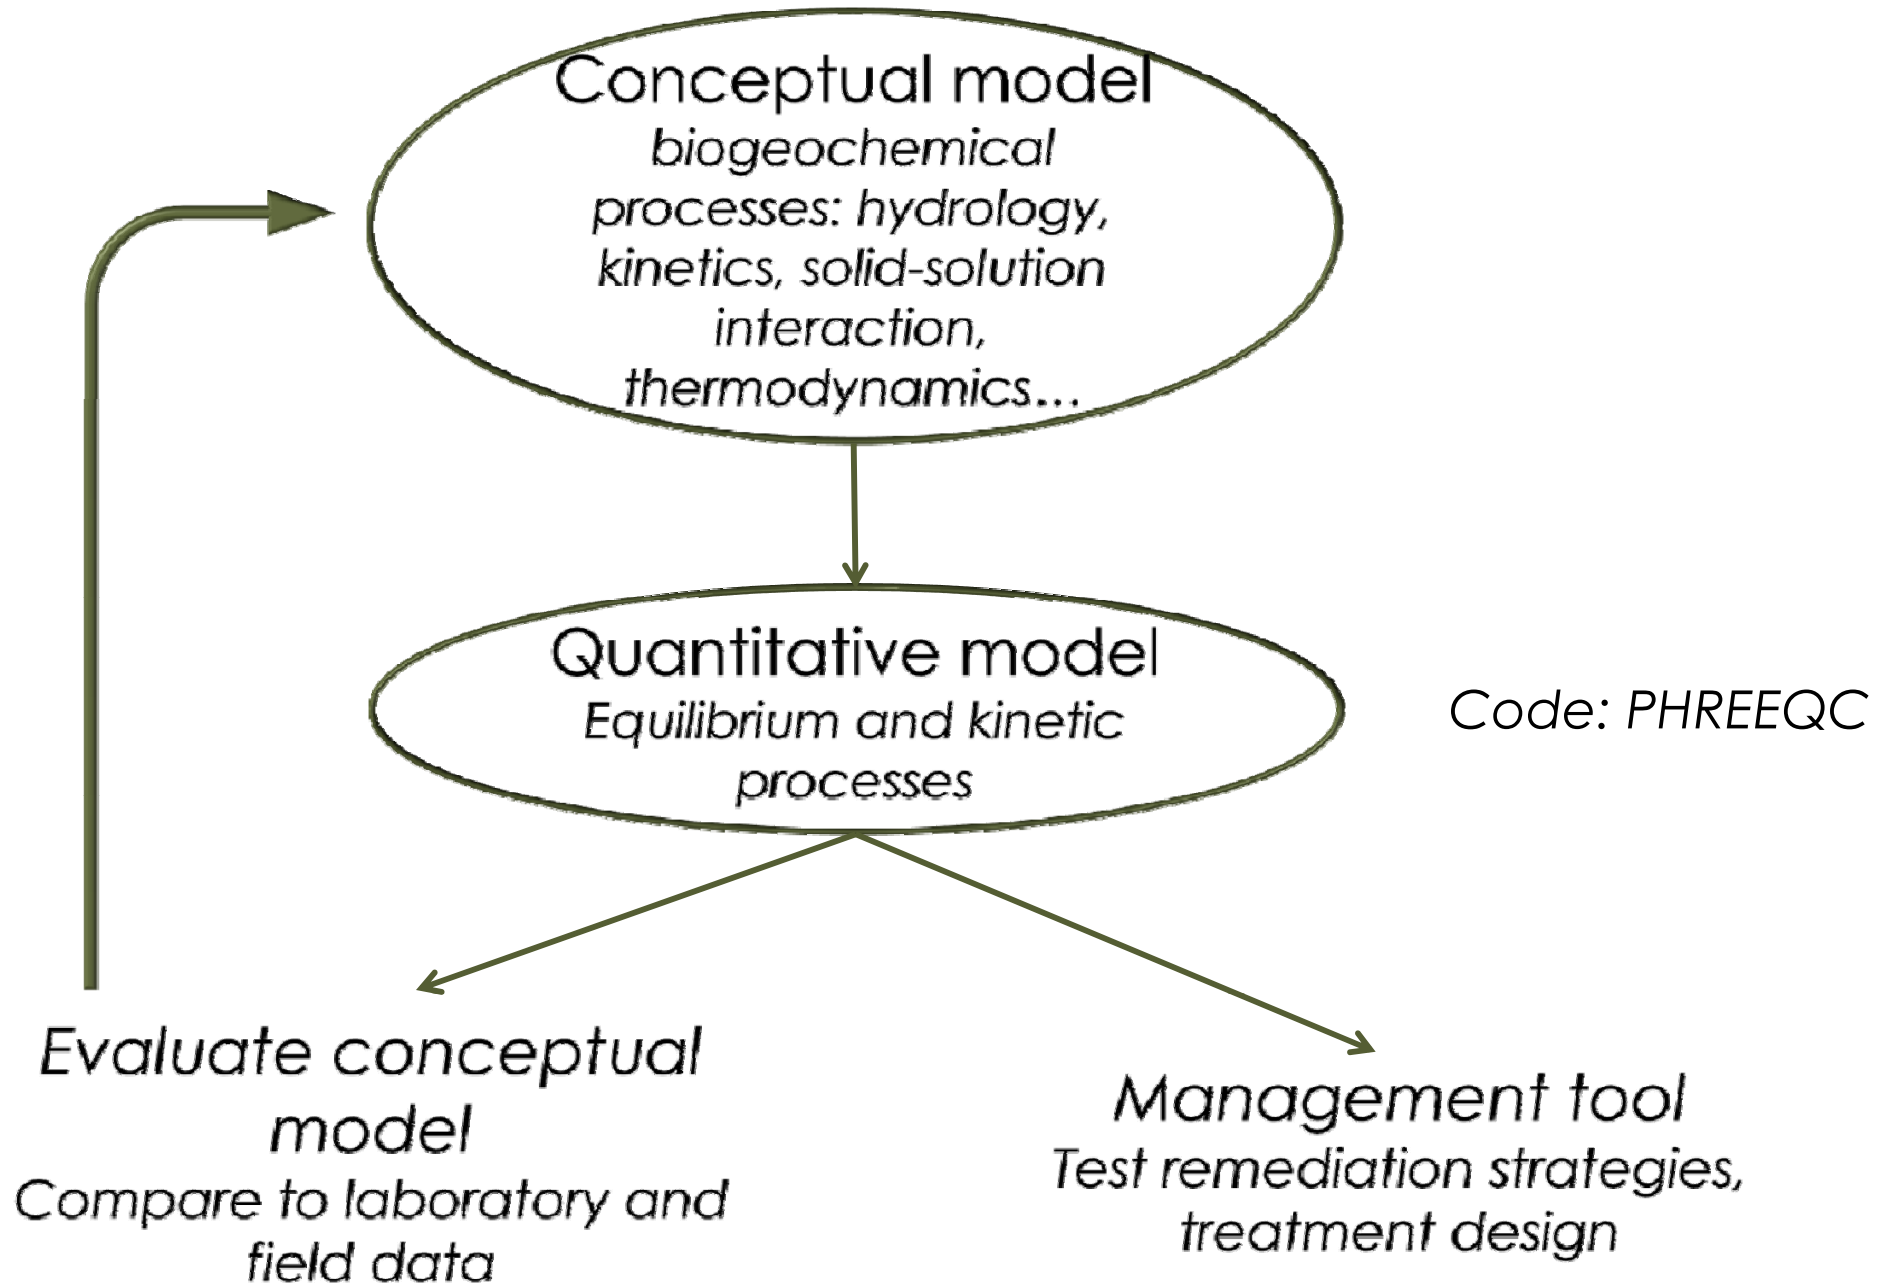 Conceptual model
biogeochemical
processes: hydrology,
kinetics, solid-solution
interaction,
thermodynamics...
Quantitative model
Equilibrium and kinetic
processes
Code: PHREEQC
Evaluate conceptual
model
Compare to laboratory and
field data
Management tool
Test remediation strategies,
treatment design